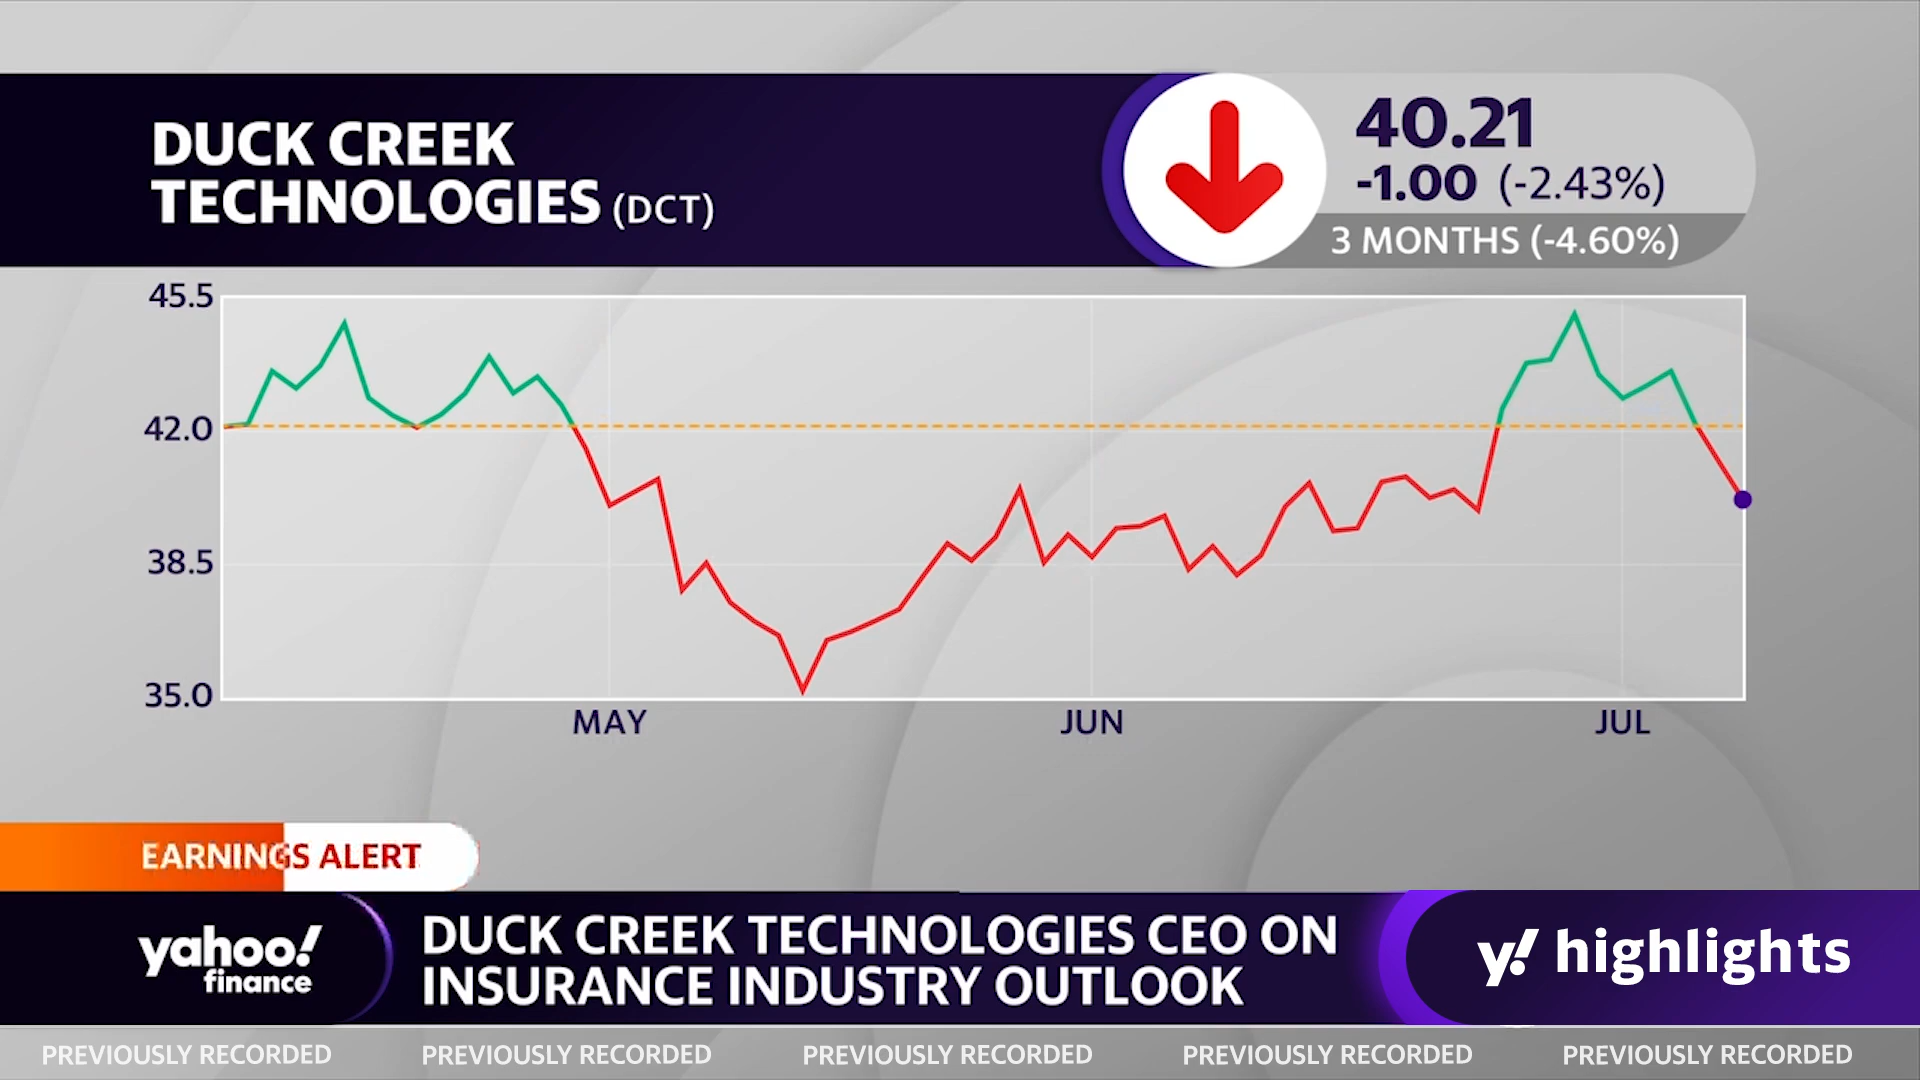 DUCK CREEK
TECHNOLOGIES (DCT)
40.21
-1.00 (-2.43%)
3 MONTHS (-4.60%)
45.5
42.0
38.5
35.0
MAY JUN JUL
EARNINGS ALERT
yahoo!
finance
DUCK CREEK TECHNOLOGIES CEO ON
INSURANCE INDUSTRY OUTLOOK
y! highlights
PREVIOUSLY RECORDED PREVIOUSLY RECORDED PREVIOUSLY RECORDED PREVIOUSLY RECORDED PREVIOUSLY RECORDED